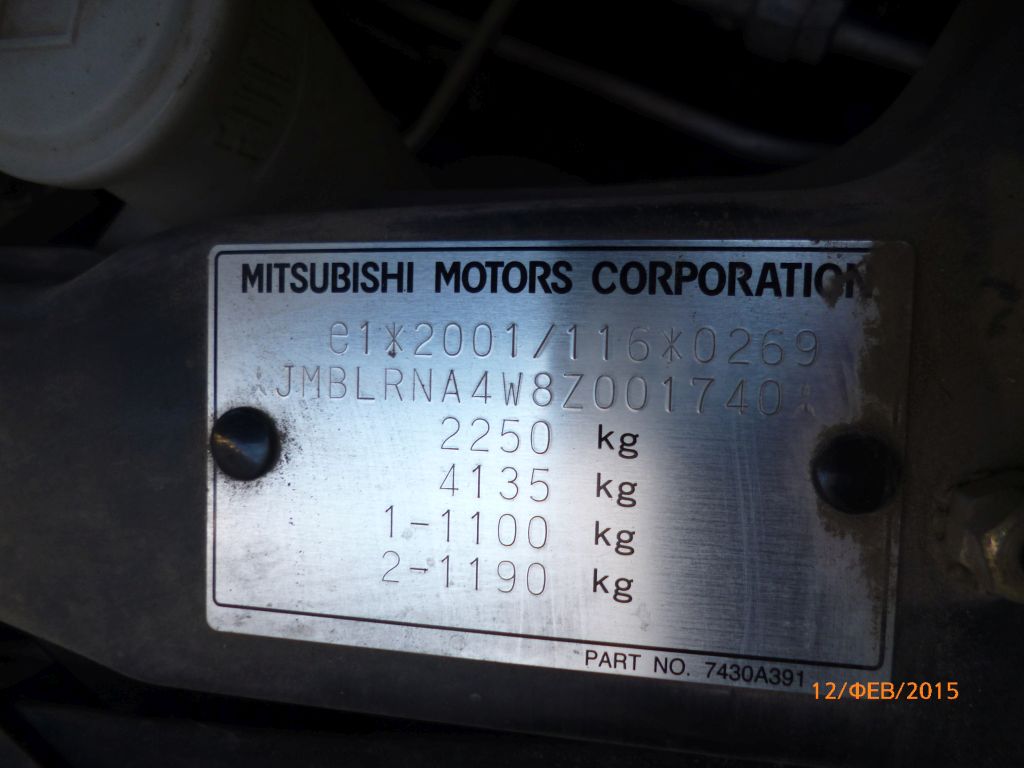 MITSUBISHI MOTORS CORPORATION
e1*2001/116*0269
*JMBLRNA4W8Z001740*
2250 kg
4135 kg
1-1100 kg
2-1190 kg
PART NO. 7430A391
12/ФЕВ/2015